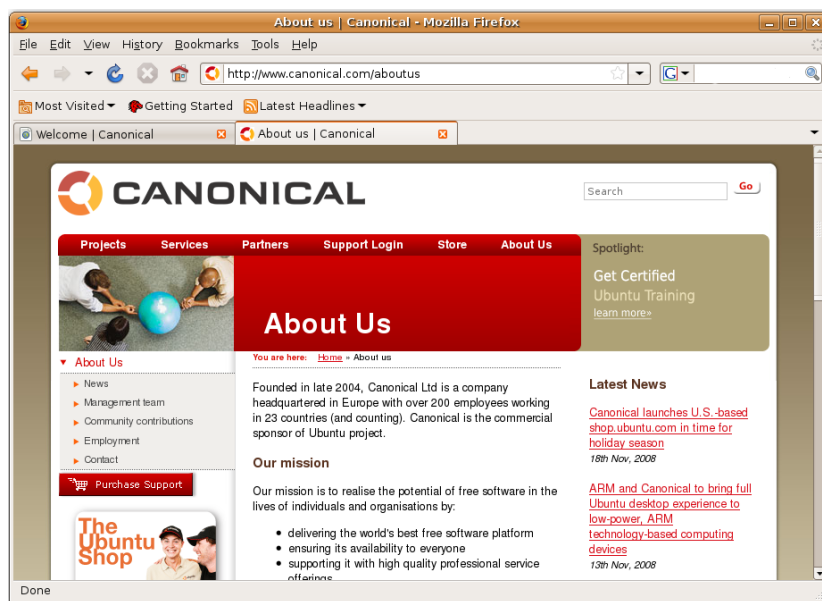 About us | Canonical - Mozilla Firefox
File Edit View History Bookmarks Tools Help
http://www.canonical.com/aboutus
G
Most Visited Getting Started Latest Headlines
Welcome | Canonical About us | Canonical
CANONICAL
Search Go
Projects Services Partners Support Login Store About Us
Spotlight:
Get Certified
Ubuntu Training
learn more»
About Us
You are here: Home » About us
About Us
News
Management team
Community contributions
Employment
Contact
Purchase Support
The
Ubuntu
Shop
Founded in late 2004, Canonical Ltd is a company
headquartered in Europe with over 200 employees working
in 23 countries (and counting). Canonical is the commercial
sponsor of Ubuntu project.
Our mission
Our mission is to realise the potential of free software in the
lives of individuals and organisations by:
delivering the world's best free software platform
ensuring its availability to everyone
supporting it with high quality professional service
offerings
Latest News
Canonical launches U.S.-based
shop.ubuntu.com in time for
holiday season
18th Nov, 2008
ARM and Canonical to bring full
Ubuntu desktop experience to
low-power, ARM
technology-based computing
devices
13th Nov, 2008
Done